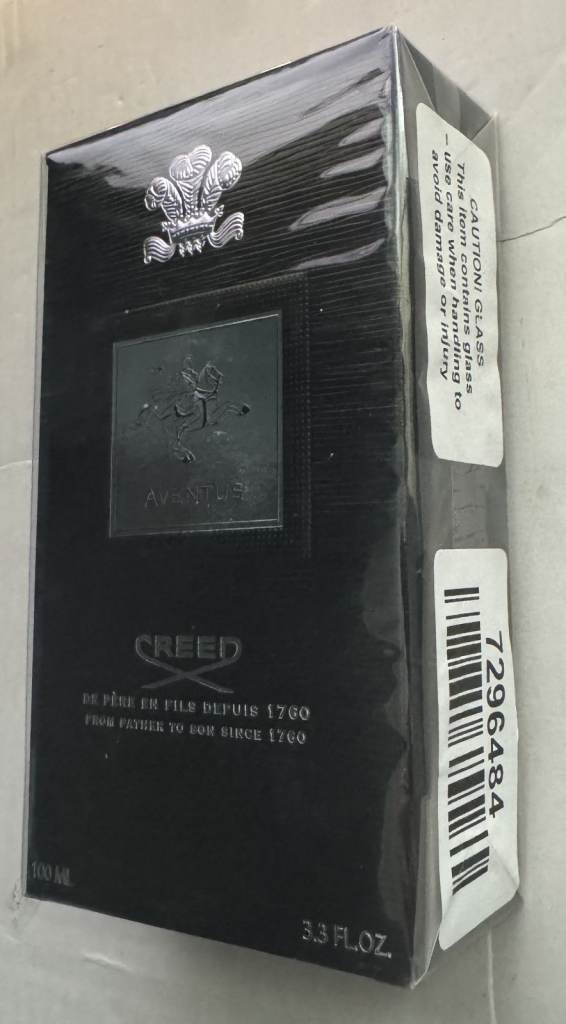 AVENTUS
CREED
DE PÈRE EN FILS DEPUIS 1760
FROM FATHER TO SON SINCE 1760
100 ML
3.3 FL.OZ.
CAUTION: GLASS
This item contains glass
– use care when handling to
avoid damage or injury
7296484